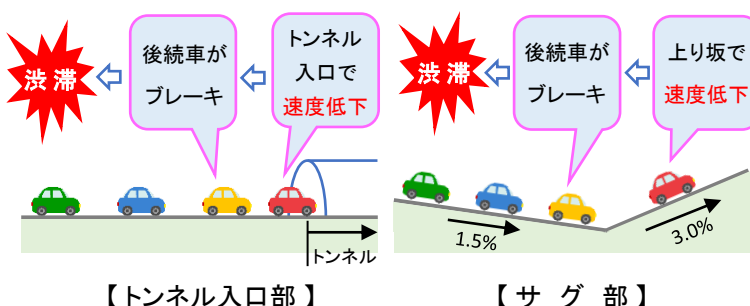 渋滞
後続車が
ブレーキ
トンネル
入口で
速度低下
トンネル
【トンネル入口部】
渋滞
後続車が
ブレーキ
上り坂で
速度低下
1.5%
3.0%
【サグ部】